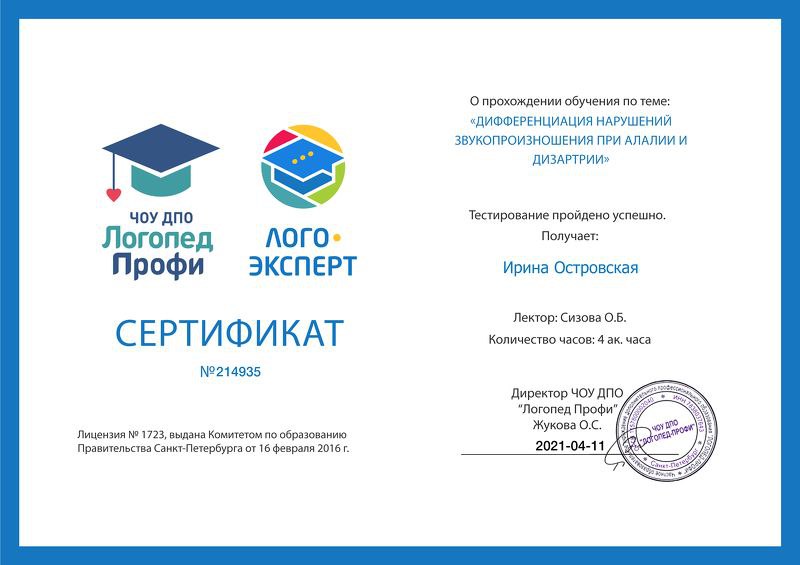 ЧОУ ДПО
Логопед
Профи
ЛОГО
ЭКСПЕРТ
СЕРТИФИКАТ
№214935
Лицензия № 1723, выдана Комитетом по образованию
Правительства Санкт-Петербурга от 16 февраля 2016 г.
О прохождении обучения по теме:
«ДИФФЕРЕНЦИАЦИЯ НАРУШЕНИЙ
ЗВУКОПРОИЗНОШЕНИЯ ПРИ АЛАЛИИ И
ДИЗАРТРИИ»
Тестирование пройдено успешно.
Получает:
Ирина Островская
Лектор: Сизова О.Б.
Количество часов: 4 ак. часа
Директор ЧОУ ДПО
"Логопед Профи"
Жукова О.С.
2021-04-11
ЧОУ ДПО
"ЛОГОПЕД-ПРОФИ"
Санкт-Петербург